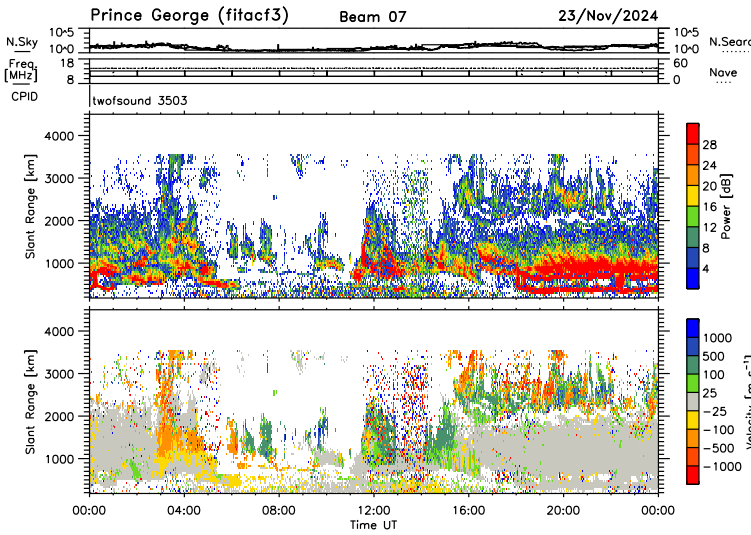 Prince George (fitacf3) Beam 07 23/Nov/2024
N.Sky 10^5 10^0 10^5 10^0 N.Searc
Freq. [MHz] 18 8 60 0 Nave
CPID twofsound 3503
Slant Range [km] 4000 3000 2000 1000
28 24 20 16 12 8 4 Power [dB]
Slant Range [km] 4000 3000 2000 1000
1000 500 100 25 -25 -100 -500 -1000 Velocity [m s⁻¹]
00:00 04:00 08:00 12:00 16:00 20:00 00:00
Time UT